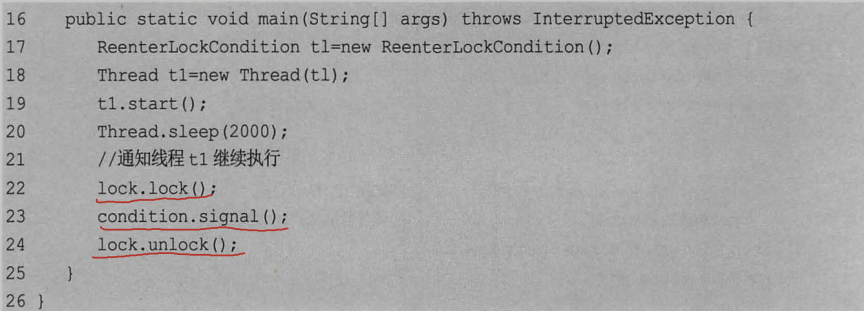 16 public static void main(String[] args) throws InterruptedException {
17 ReenterLockCondition tl=new ReenterLockCondition();
18 Thread t1=new Thread(tl);
19 t1.start();
20 Thread.sleep(2000);
21 //通知线程 t1 继续执行
22 lock.lock();
23 condition.signal();
24 lock.unlock();
25 }
26 }